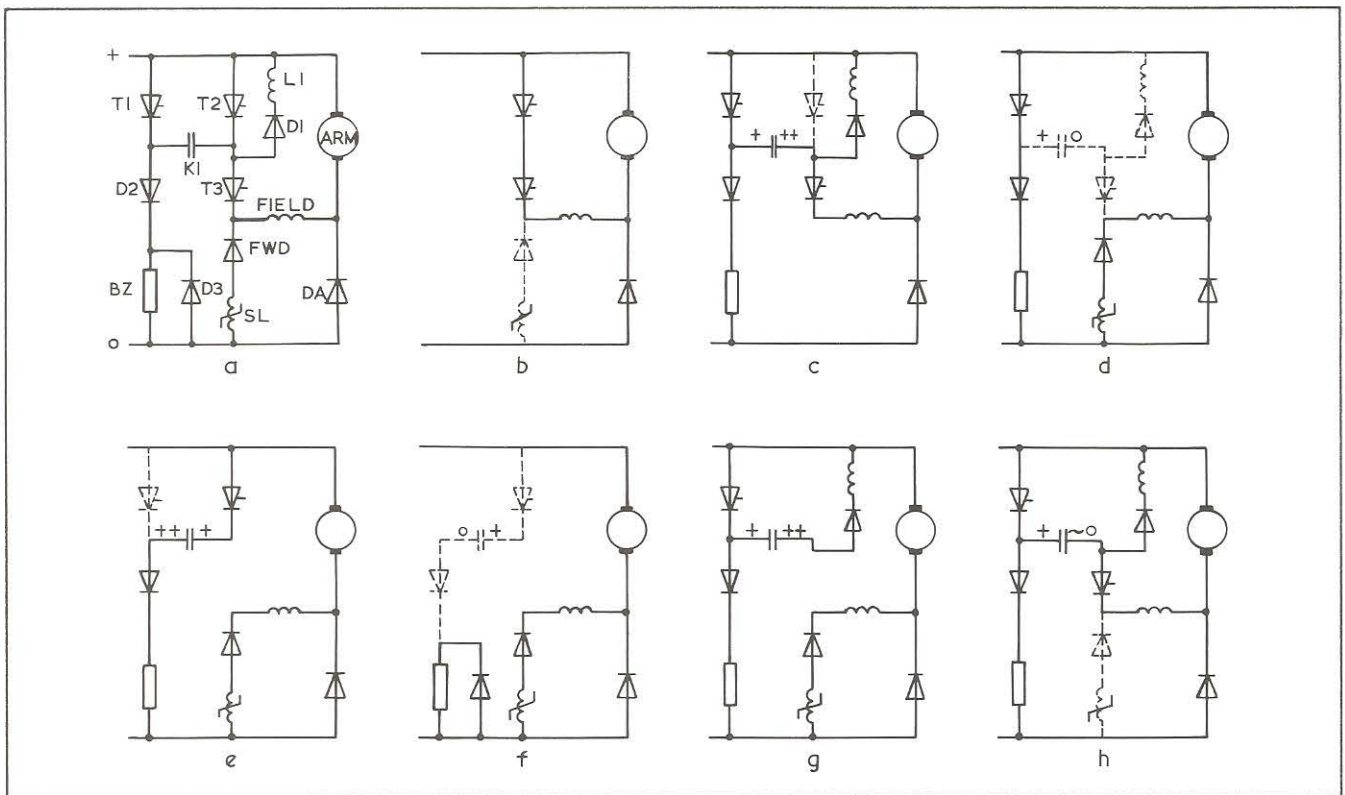 +
T1
T2
L1
D1
ARM
K1
D2
T3
FIELD
FWD
BZ
D3
SL
DA
o
a
b
+ ++
c
+ o
d
++ +
e
o +
f
+ ++
g
+ ~o
h